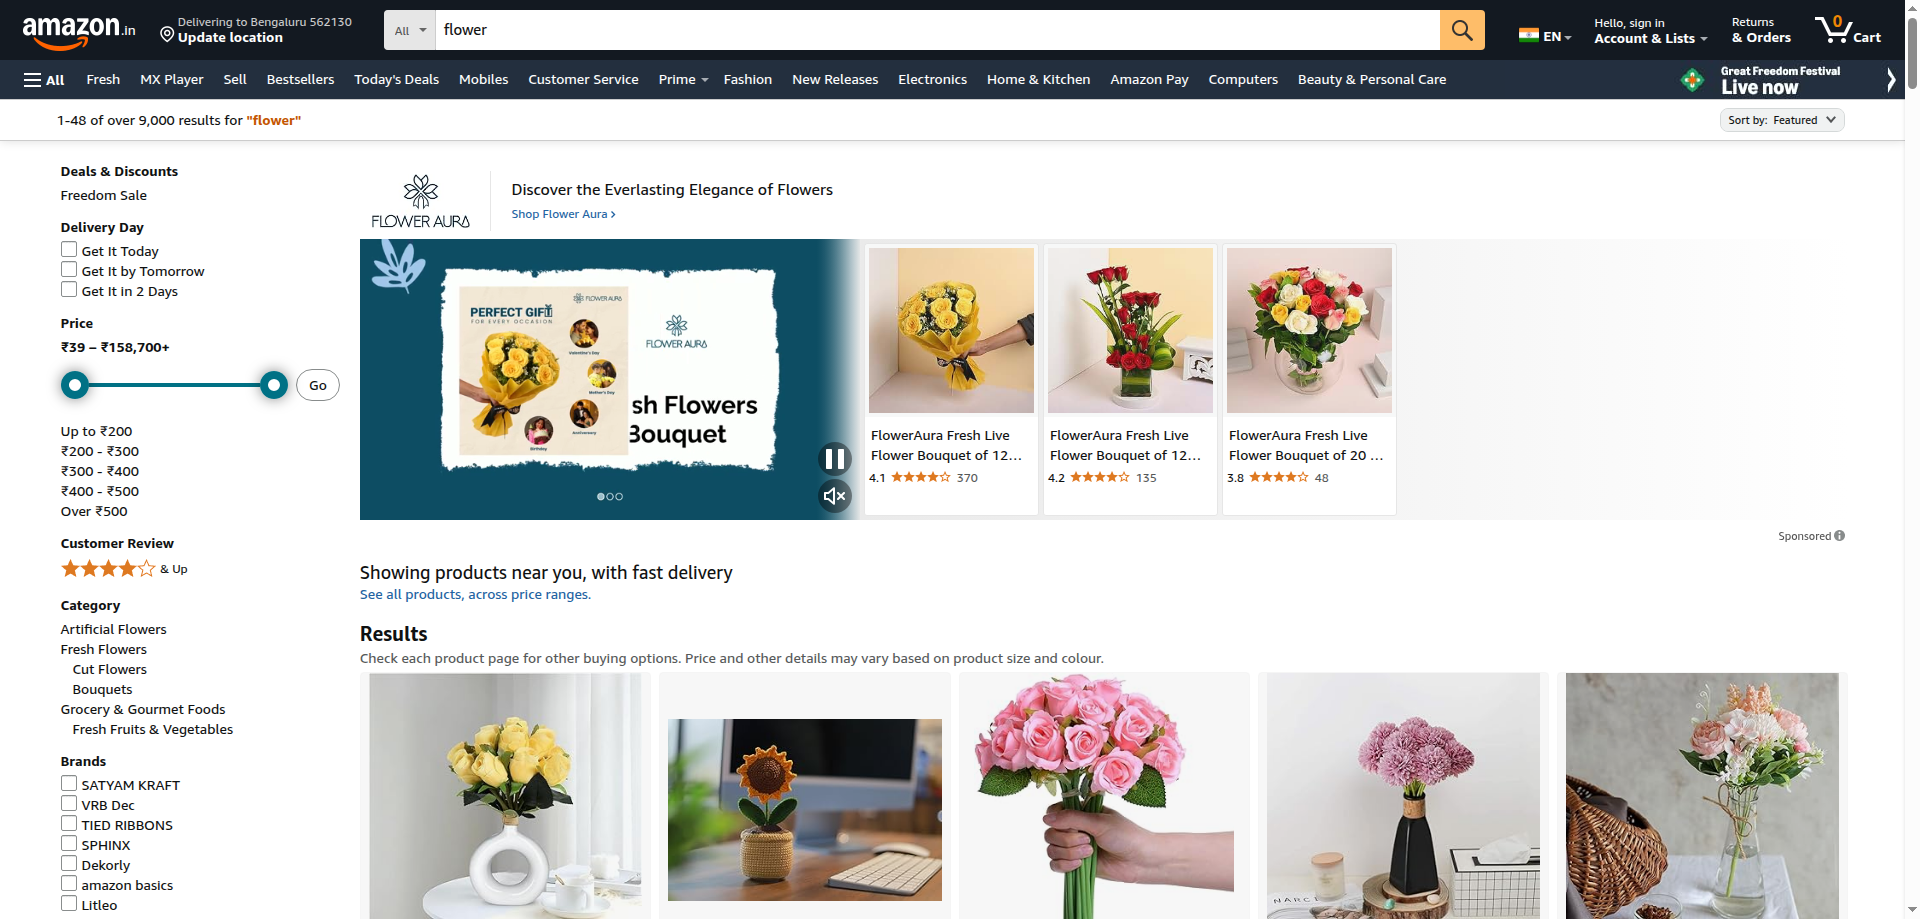 amazon.in
Delivering to Bengaluru 562130
Update location
All
flower
EN
Hello, sign in
Account & Lists
Returns
& Orders
0
Cart
All
Fresh
MX Player
Sell
Bestsellers
Today's Deals
Mobiles
Customer Service
Prime
Fashion
New Releases
Electronics
Home & Kitchen
Amazon Pay
Computers
Beauty & Personal Care
Great Freedom Festival
Live now
1-48 of over 9,000 results for "flower"
Sort by: Featured
Deals & Discounts
Freedom Sale
Delivery Day
Get It Today
Get It by Tomorrow
Get It in 2 Days
Price
₹39 – ₹158,700+
Go
Up to ₹200
₹200 - ₹300
₹300 - ₹400
₹400 - ₹500
Over ₹500
Customer Review
& Up
Category
Artificial Flowers
Fresh Flowers
Cut Flowers
Bouquets
Grocery & Gourmet Foods
Fresh Fruits & Vegetables
Brands
SATYAM KRAFT
VRB Dec
TIED RIBBONS
SPHINX
Dekorly
amazon basics
Litleo
FLOWER AURA
Discover the Everlasting Elegance of Flowers
Shop Flower Aura ›
FLOWER AURA
PERFECT GIFT
FOR EVERY OCCASION
Valentine's Day
Mother's Day
Anniversary
Birthday
FLOWER AURA
sh Flowers
Bouquet
FlowerAura Fresh Live
Flower Bouquet of 12…
4.1
370
FlowerAura Fresh Live
Flower Bouquet of 12…
4.2
135
FlowerAura Fresh Live
Flower Bouquet of 20 …
3.8
48
Sponsored
Showing products near you, with fast delivery
See all products, across price ranges.
Results
Check each product page for other buying options. Price and other details may vary based on product size and colour.
NARCI